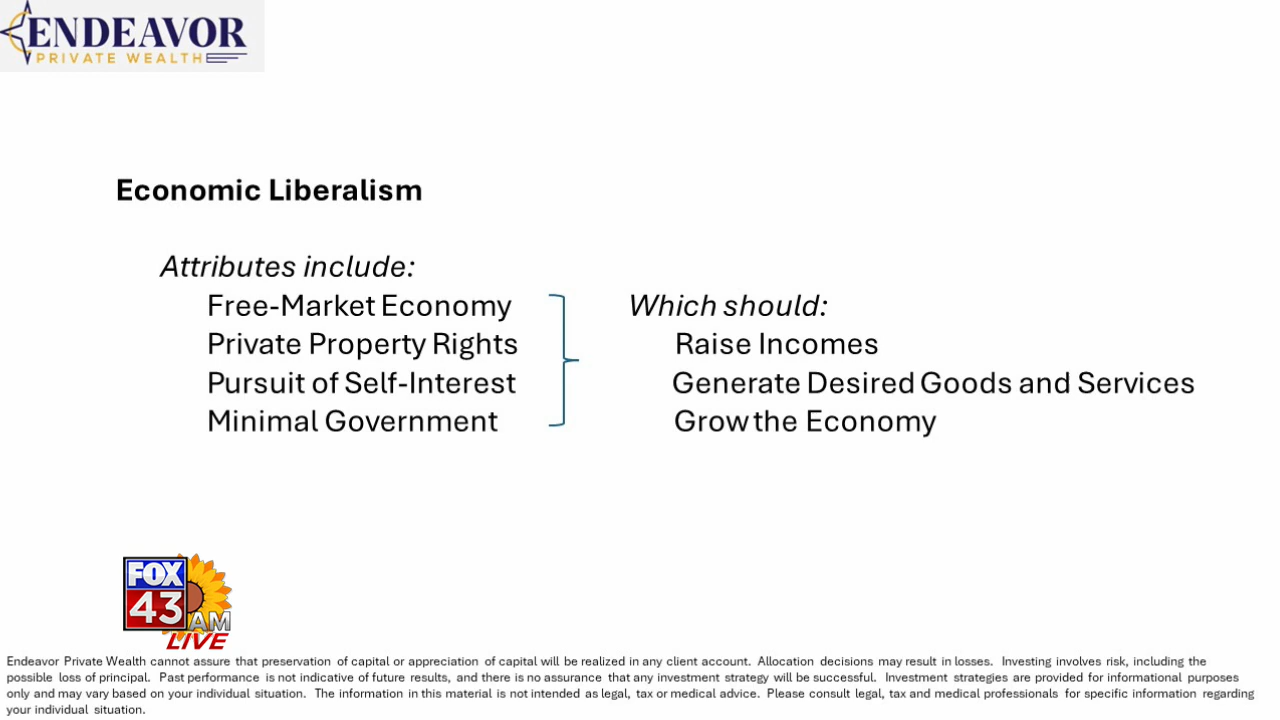 ENDEAVOR
PRIVATE WEALTH
Economic Liberalism
Attributes include:
Free-Market Economy
Private Property Rights
Pursuit of Self-Interest
Minimal Government
Which should:
Raise Incomes
Generate Desired Goods and Services
Grow the Economy
FOX
43
AM
LIVE
Endeavor Private Wealth cannot assure that preservation of capital or appreciation of capital will be realized in any client account. Allocation decisions may result in losses. Investing involves risk, including the
possible loss of principal. Past performance is not indicative of future results, and there is no assurance that any investment strategy will be successful. Investment strategies are provided for informational purposes
only and may vary based on your individual situation. The information in this material is not intended as legal, tax or medical advice. Please consult legal, tax and medical professionals for specific information regarding
your individual situation.